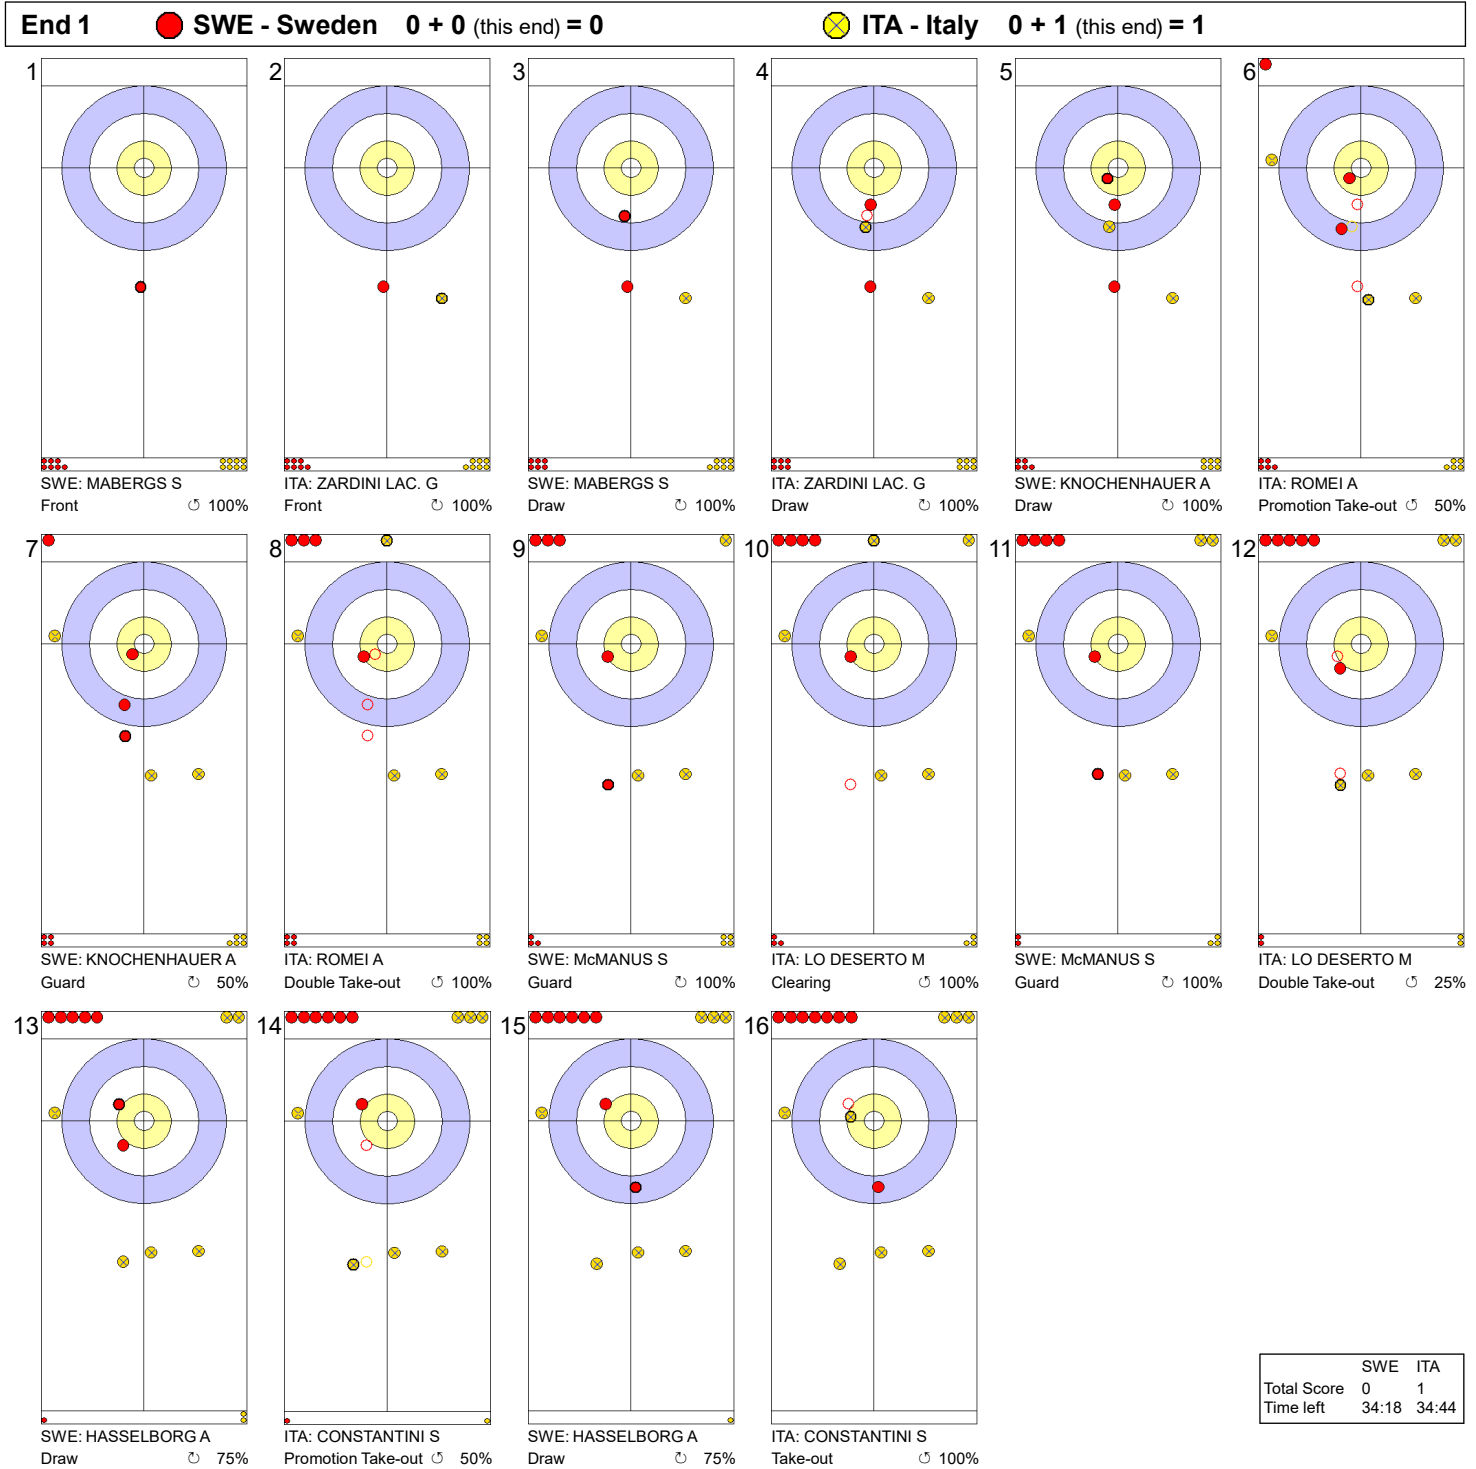 End 1 SWE - Sweden 0 + 0 (this end) = 0 ITA - Italy 0 + 1 (this end) = 1
1 2 3 4 5 6
SWE: MABERGS S ITA: ZARDINI LAC. G SWE: MABERGS S ITA: ZARDINI LAC. G SWE: KNOCHENHAUER A ITA: ROMEI A
Front ↺ 100% Front ↺ 100% Draw ↻ 100% Draw ↻ 100% Draw ↻ 100% Promotion Take-out ↺ 50%
7 8 9 10 11 12
SWE: KNOCHENHAUER A ITA: ROMEI A SWE: McMANUS S ITA: LO DESERTO M SWE: McMANUS S ITA: LO DESERTO M
Guard ↻ 50% Double Take-out ↺ 100% Guard ↻ 100% Clearing ↻ 100% Guard ↻ 100% Double Take-out ↺ 25%
13 14 15 16
SWE: HASSELBORG A ITA: CONSTANTINI S SWE: HASSELBORG A ITA: CONSTANTINI S
Draw ↻ 75% Promotion Take-out ↻ 50% Draw ↻ 75% Take-out ↻ 100%
SWE ITA
Total Score 0 1
Time left 34:18 34:44